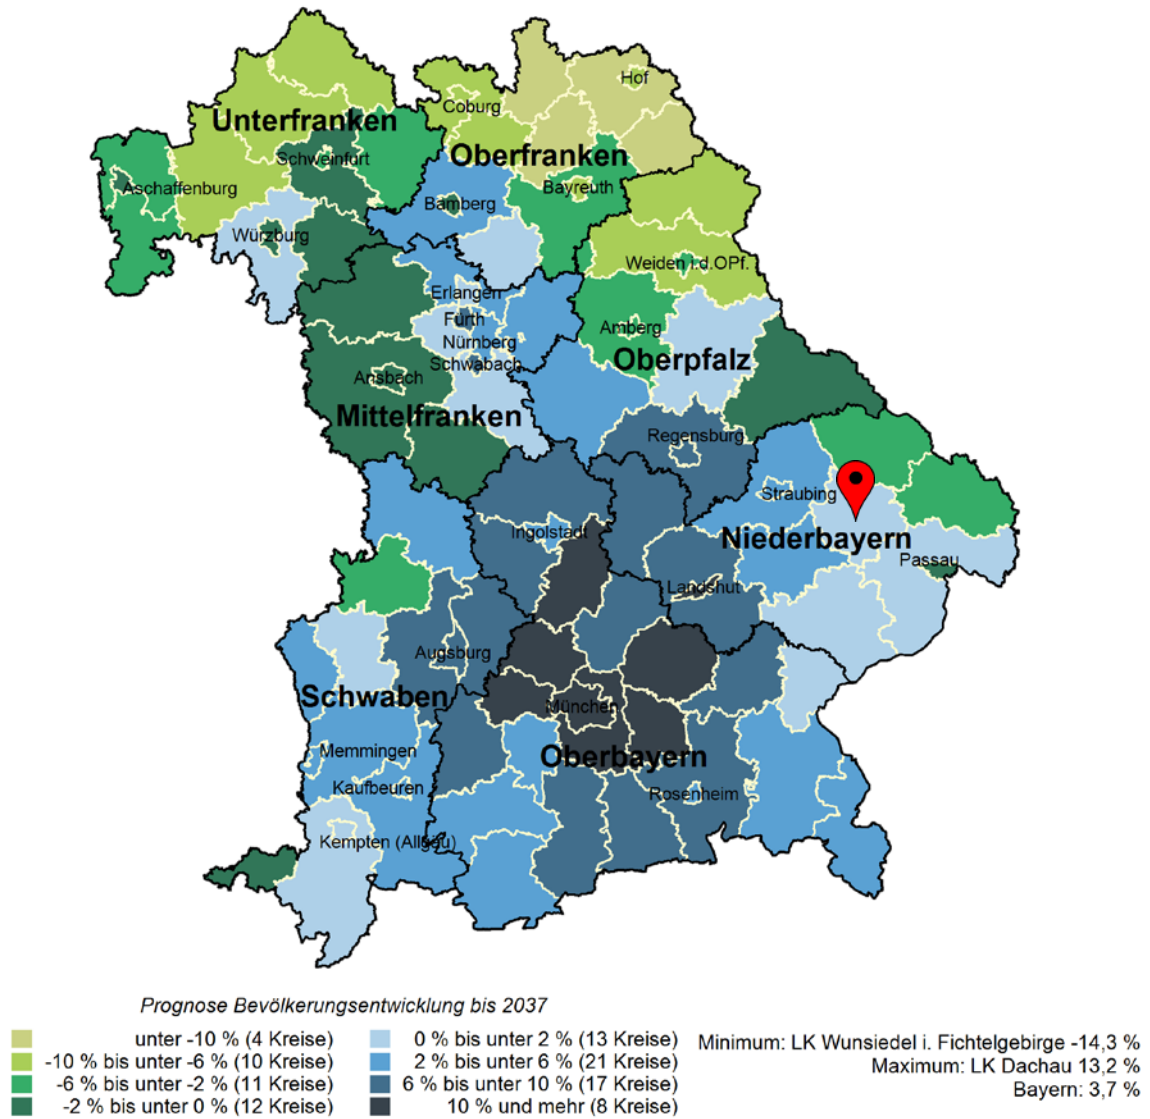 Hof
Coburg
Unterfranken
Oberfranken
Schweinfurt
Aschaffenburg
Bayreuth
Bamberg
Würzburg
Weiden i.d.OPf.
Erlangen
Fürth
Amberg
Nürnberg
Oberpfalz
Schwabach
Ansbach
Mittelfranken
Regensburg
Straubing
Ingolstadt
Niederbayern
Passau
Landshut
Augsburg
Schwaben
München
Memmingen
Oberbayern
Kaufbeuren
Rosenheim
Kempten (Allgäu)
Prognose Bevölkerungsentwicklung bis 2037
unter -10 % (4 Kreise)
-10 % bis unter -6 % (10 Kreise)
-6 % bis unter -2 % (11 Kreise)
-2 % bis unter 0 % (12 Kreise)
0 % bis unter 2 % (13 Kreise)
2 % bis unter 6 % (21 Kreise)
6 % bis unter 10 % (17 Kreise)
10 % und mehr (8 Kreise)
Minimum: LK Wunsiedel i. Fichtelgebirge -14,3 %
Maximum: LK Dachau 13,2 %
Bayern: 3,7 %